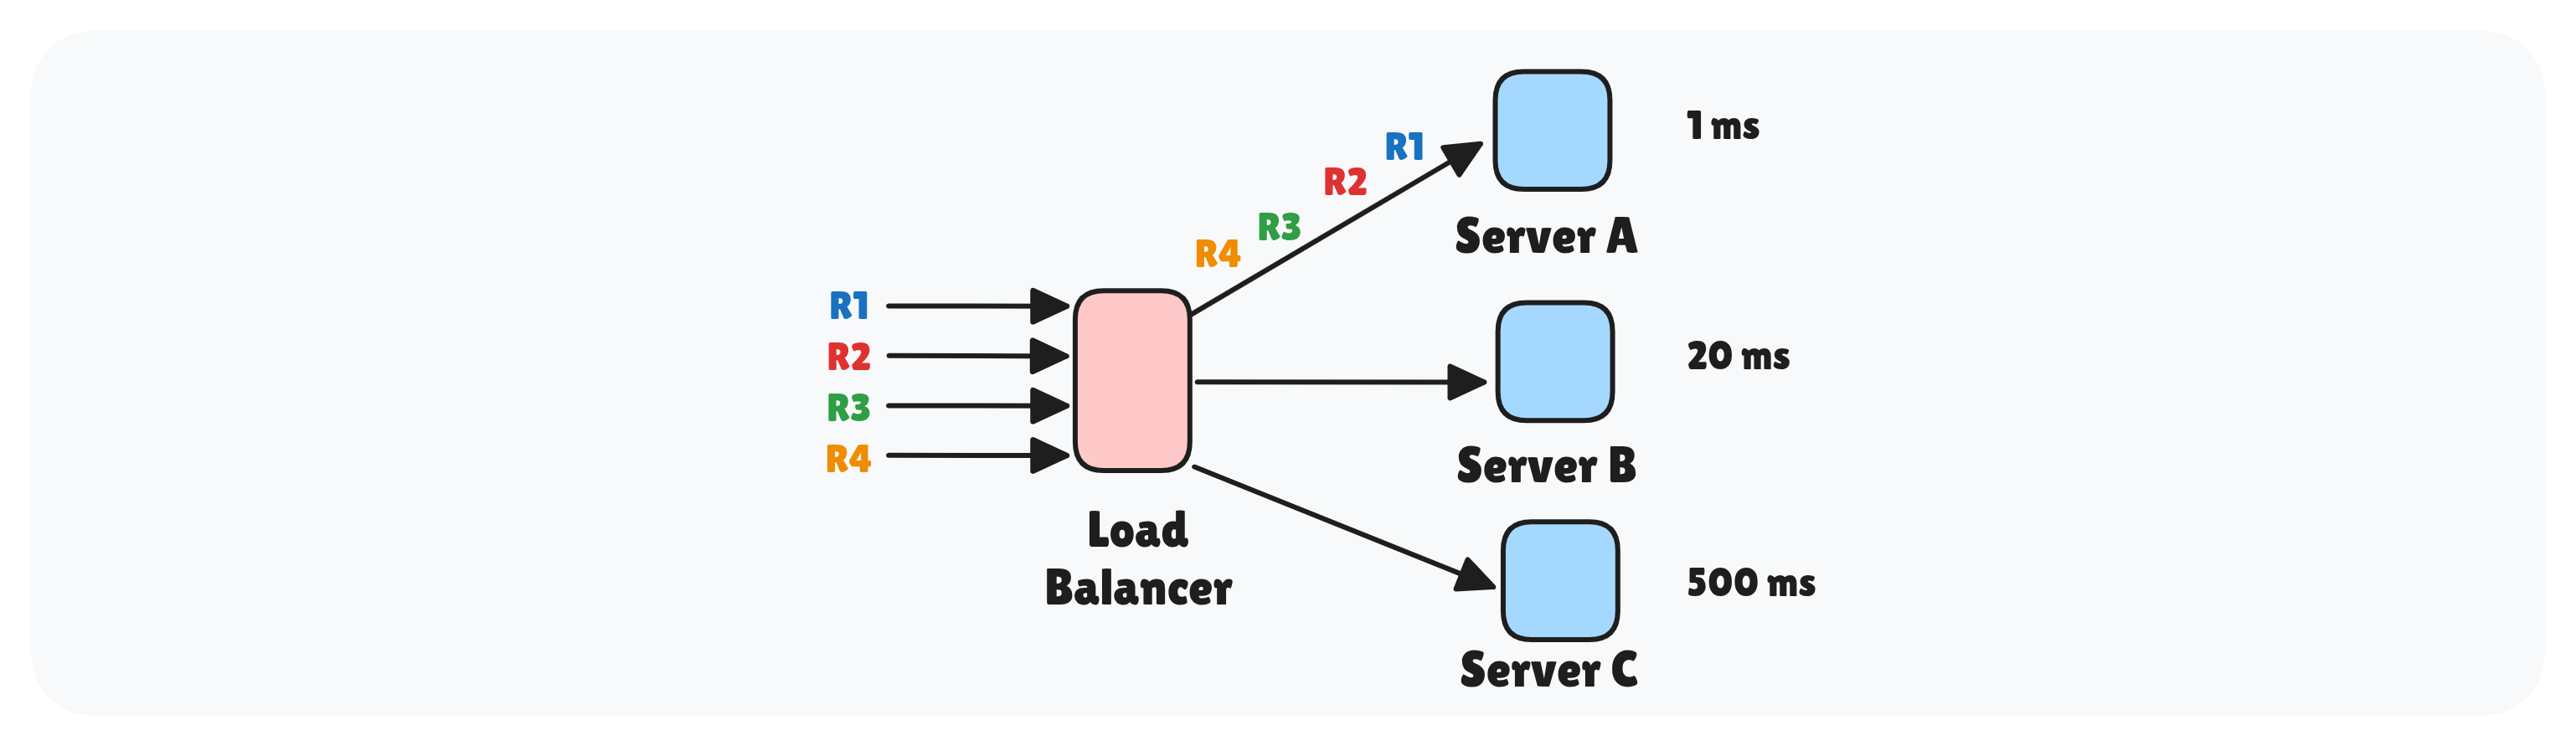 1 ms
R1
R2
R3
R4
Server A
R1
R2
R3
R4
20 ms
Server B
Load
Balancer
500 ms
Server C